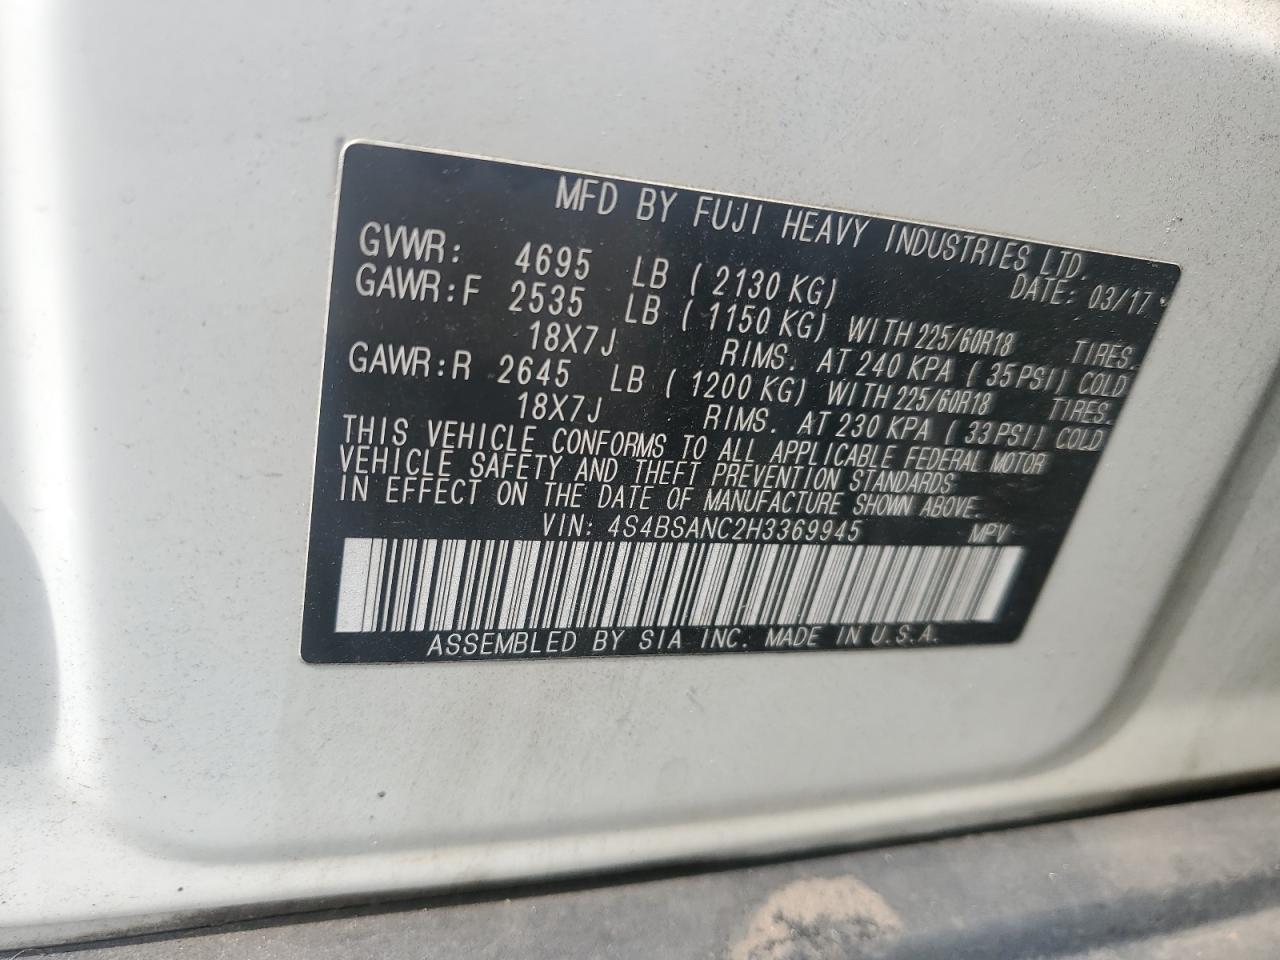 MFD BY FUJI HEAVY INDUSTRIES LTD.
DATE: 03/17
GVWR: 4695 LB ( 2130 KG)
GAWR:F 2535 LB ( 1150 KG) WITH 225/60R18 TIRES.
18X7J RIMS. AT 240 KPA ( 35PSI) COLD
GAWR:R 2645 LB ( 1200 KG) WITH 225/60R18 TIRES.
18X7J RIMS. AT 230 KPA ( 33PSI) COLD
THIS VEHICLE CONFORMS TO ALL APPLICABLE FEDERAL MOTOR
VEHICLE SAFETY AND THEFT PREVENTION STANDARDS
IN EFFECT ON THE DATE OF MANUFACTURE SHOWN ABOVE.
VIN: 4S4BSANC2H3369945 MPV
ASSEMBLED BY SIA INC. MADE IN U.S.A.